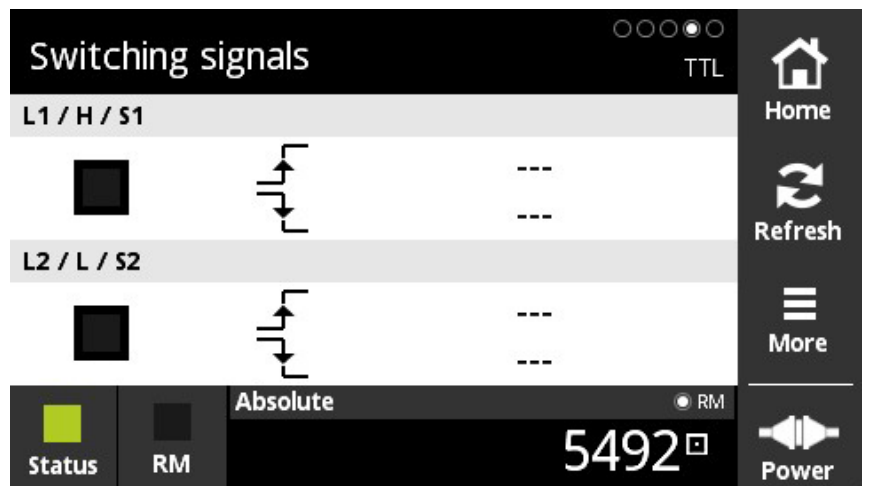 Switching signals
TTL
L1 / H / S1
---
---
L2 / L / S2
---
---
Status
RM
Absolute
RM
5492
Home
Refresh
More
Power